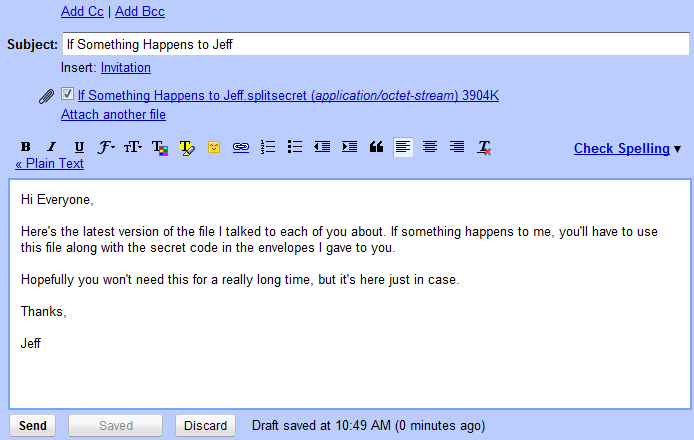 Add Cc | Add Bcc
Subject: If Something Happens to Jeff
Insert: Invitation
If Something Happens to Jeff.splitsecret (application/octet-stream) 3904K
Attach another file
B I U F T T T
Check Spelling ▾
« Plain Text
Hi Everyone,
Here's the latest version of the file I talked to each of you about. If something happens to me, you'll have to use
this file along with the secret code in the envelopes I gave to you.
Hopefully you won't need this for a really long time, but it's here just in case.
Thanks,
Jeff
Send Saved Discard Draft saved at 10:49 AM (0 minutes ago)